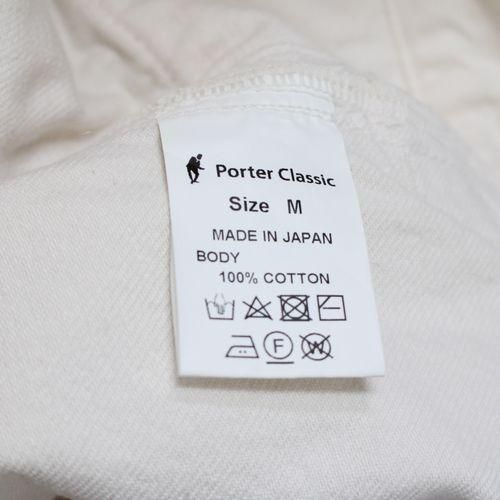 Porter Classic
Size M
MADE IN JAPAN
BODY
100% COTTON
F
W